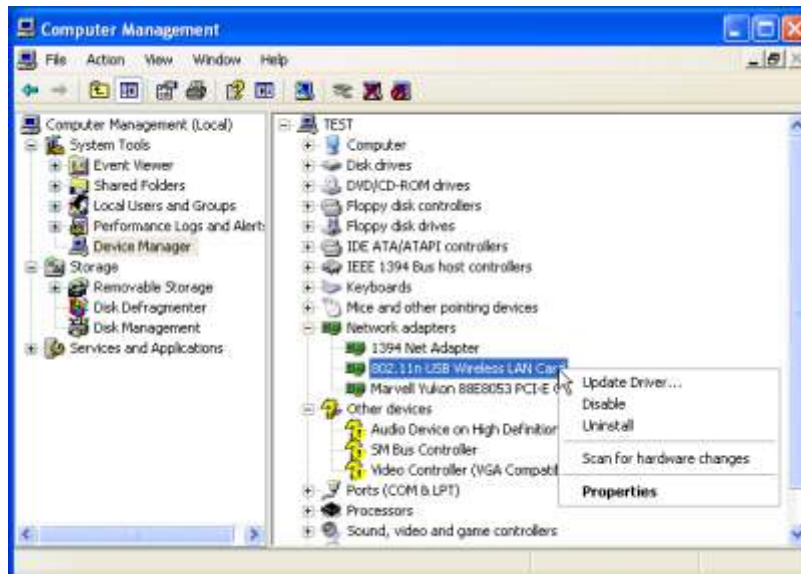 Computer Management
File Action View Window Help
Computer Management (Local)
System Tools
Event Viewer
Shared Folders
Local Users and Groups
Performance Logs and Alert
Device Manager
Storage
Removable Storage
Disk Defragmenter
Disk Management
Services and Applications
TEST
Computer
Disk drives
DVD/CD-ROM drives
Floppy disk controllers
Floppy disk drives
IDE ATA/ATAPI controllers
IEEE 1394 Bus host controllers
Keyboards
Mice and other pointing devices
Network adapters
1394 Net Adapter
802.11n USB Wireless LAN Card
Marvell Yukon 88E8053 PCI-E
Other devices
Audio Device on High Definition
SM Bus Controller
Video Controller (VGA Compati
Ports (COM & LPT)
Processors
Sound, video and game controllers
Update Driver...
Disable
Uninstall
Scan for hardware changes
Properties